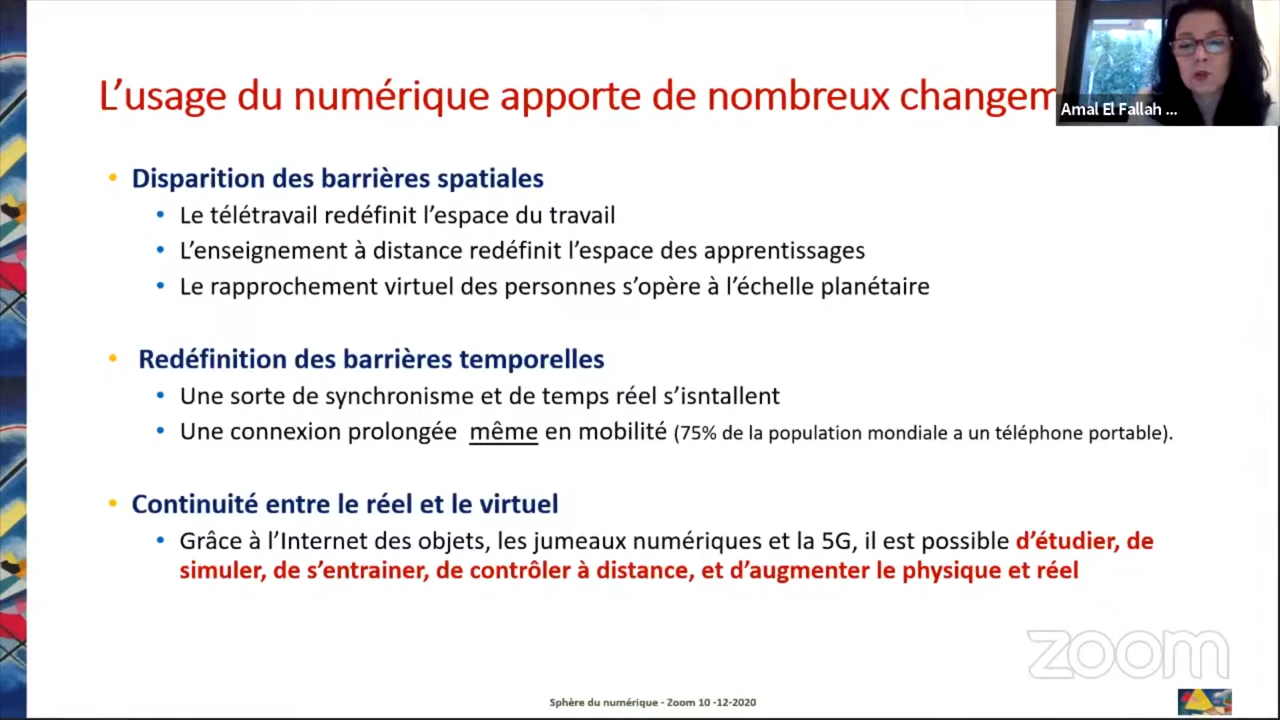 L’usage du numérique apporte de nombreux changem
Amal El Fallah ...
• Disparition des barrières spatiales
• Le télétravail redéfinit l’espace du travail
• L’enseignement à distance redéfinit l’espace des apprentissages
• Le rapprochement virtuel des personnes s’opère à l’échelle planétaire
• Redéfinition des barrières temporelles
• Une sorte de synchronisme et de temps réel s’isntallent
• Une connexion prolongée même en mobilité (75% de la population mondiale a un téléphone portable).
• Continuité entre le réel et le virtuel
• Grâce à l’Internet des objets, les jumeaux numériques et la 5G, il est possible d’étudier, de
simuler, de s’entrainer, de contrôler à distance, et d’augmenter le physique et réel
zoom
Sphère du numérique - Zoom 10 -12-2020